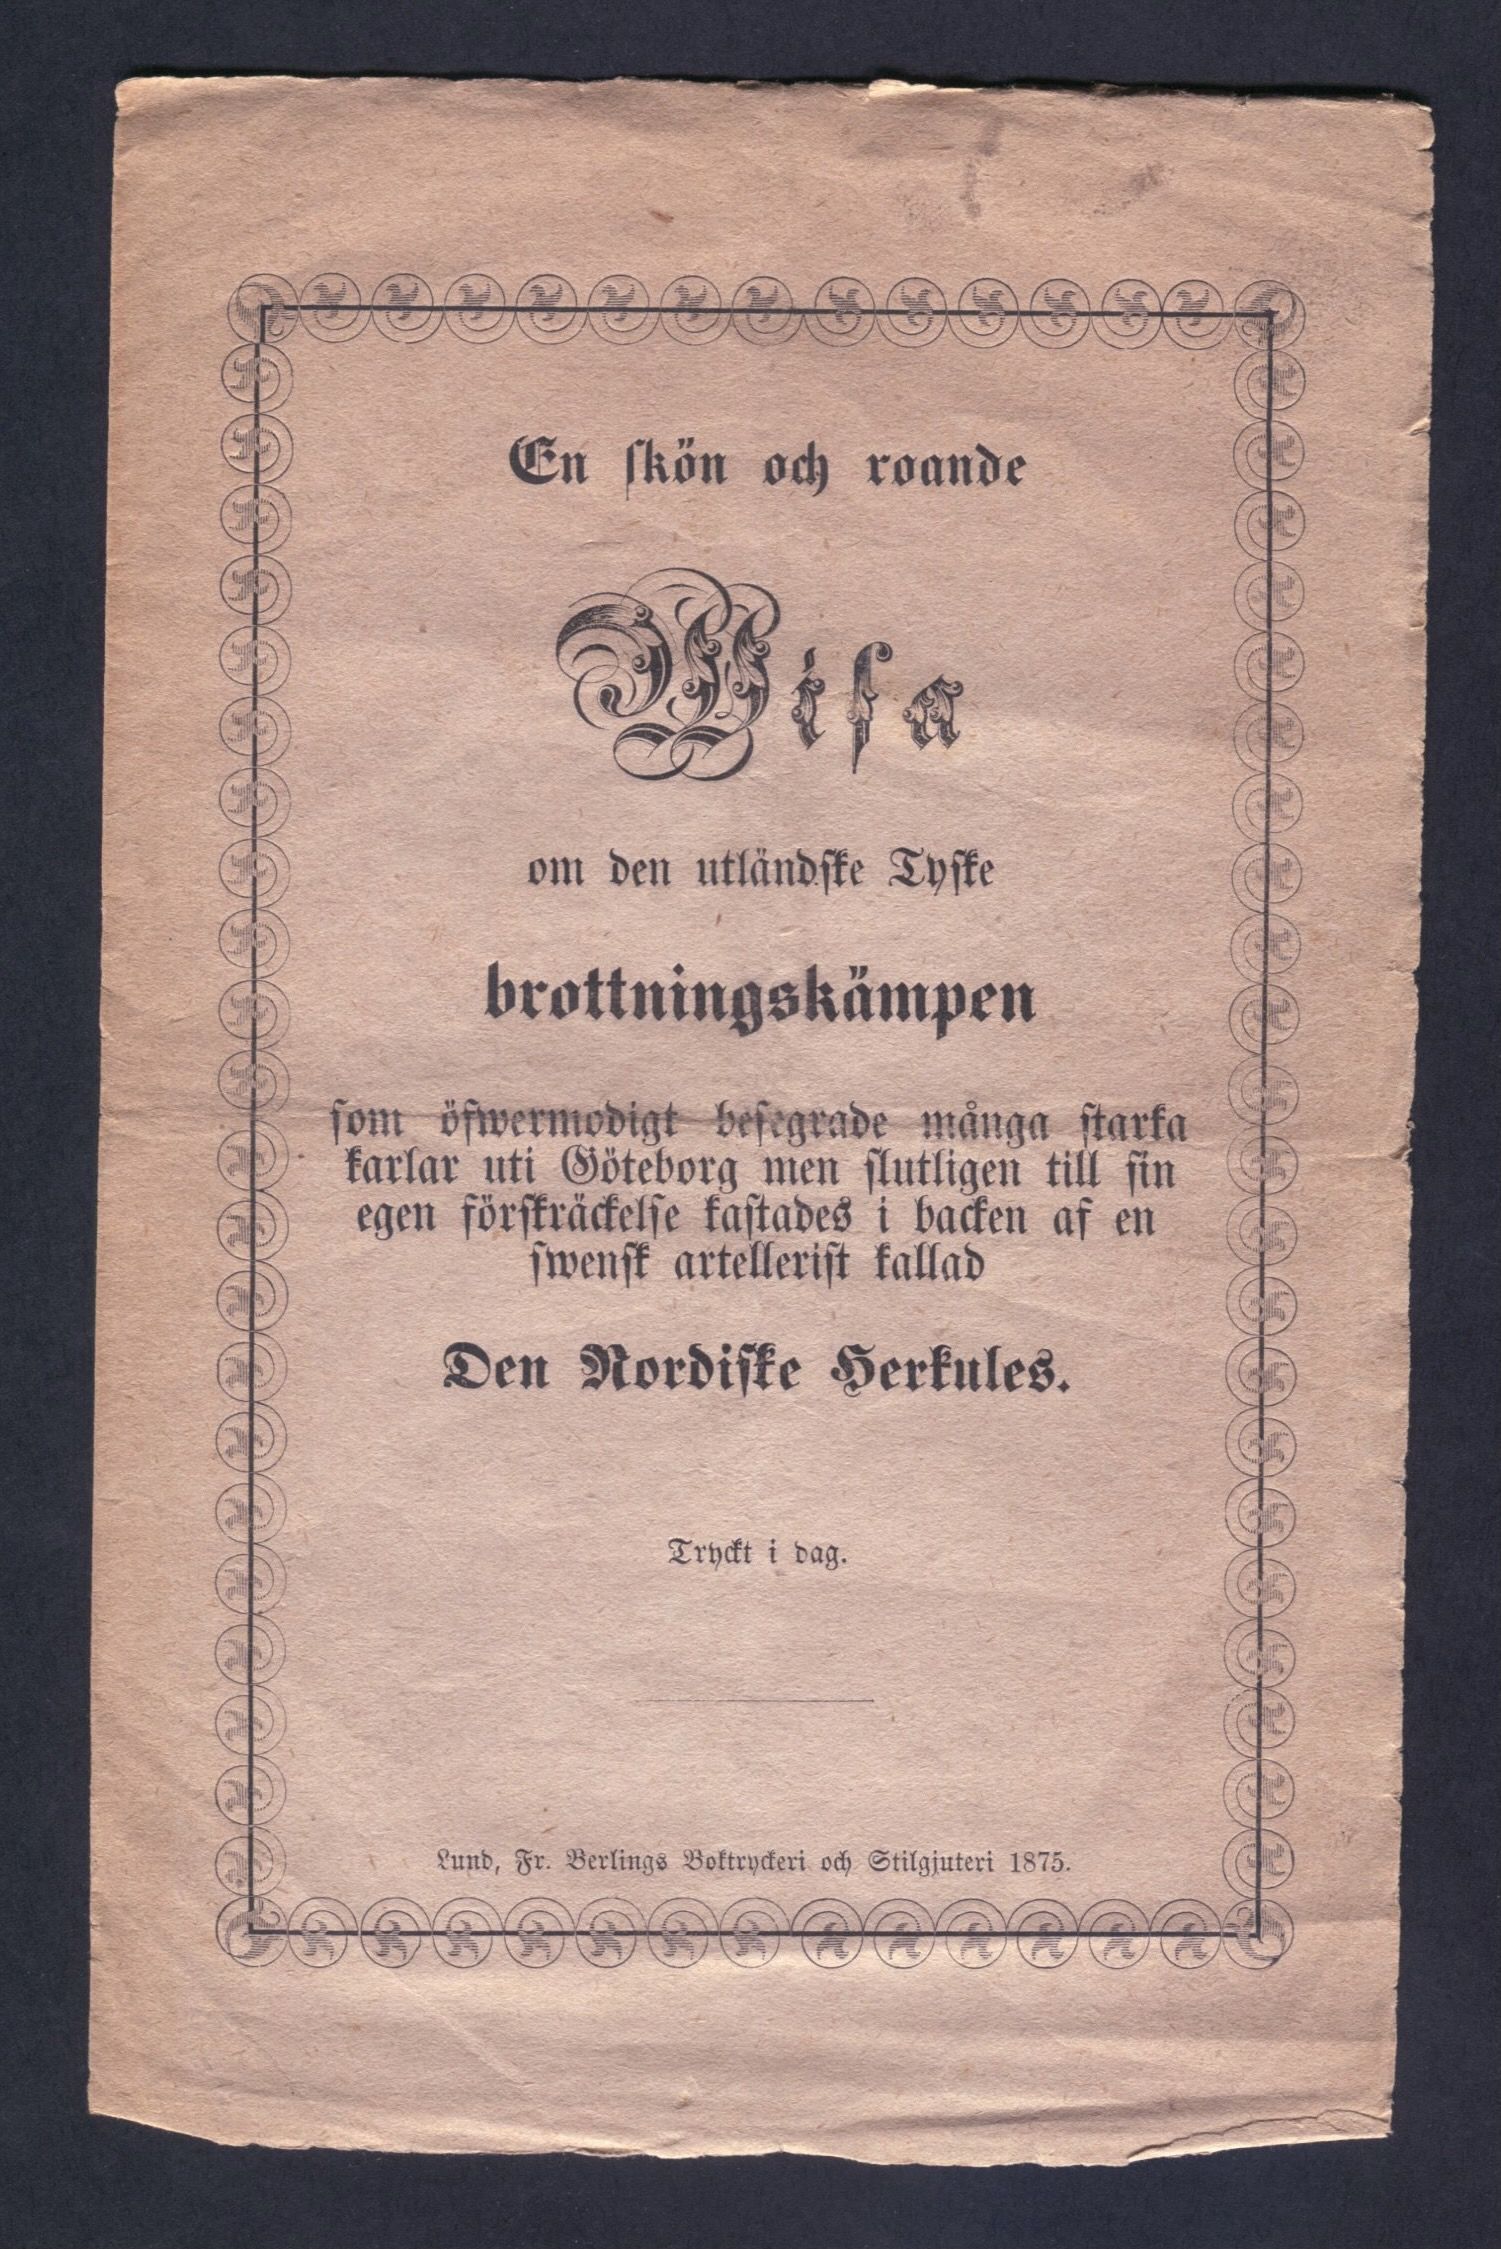 En skön och roande
Wisa
om den utländske Tyske
brottningskämpen
som öfwermodigt besegrade många starka
karlar uti Göteborg men slutligen till sin
egen förskräckelse kastades i backen af en
swensk artellerist kallad
Den Nordiske Herkules.
Tryckt i dag.
Lund, Fr. Berlings Boktryckeri och Stilgjuteri 1875.